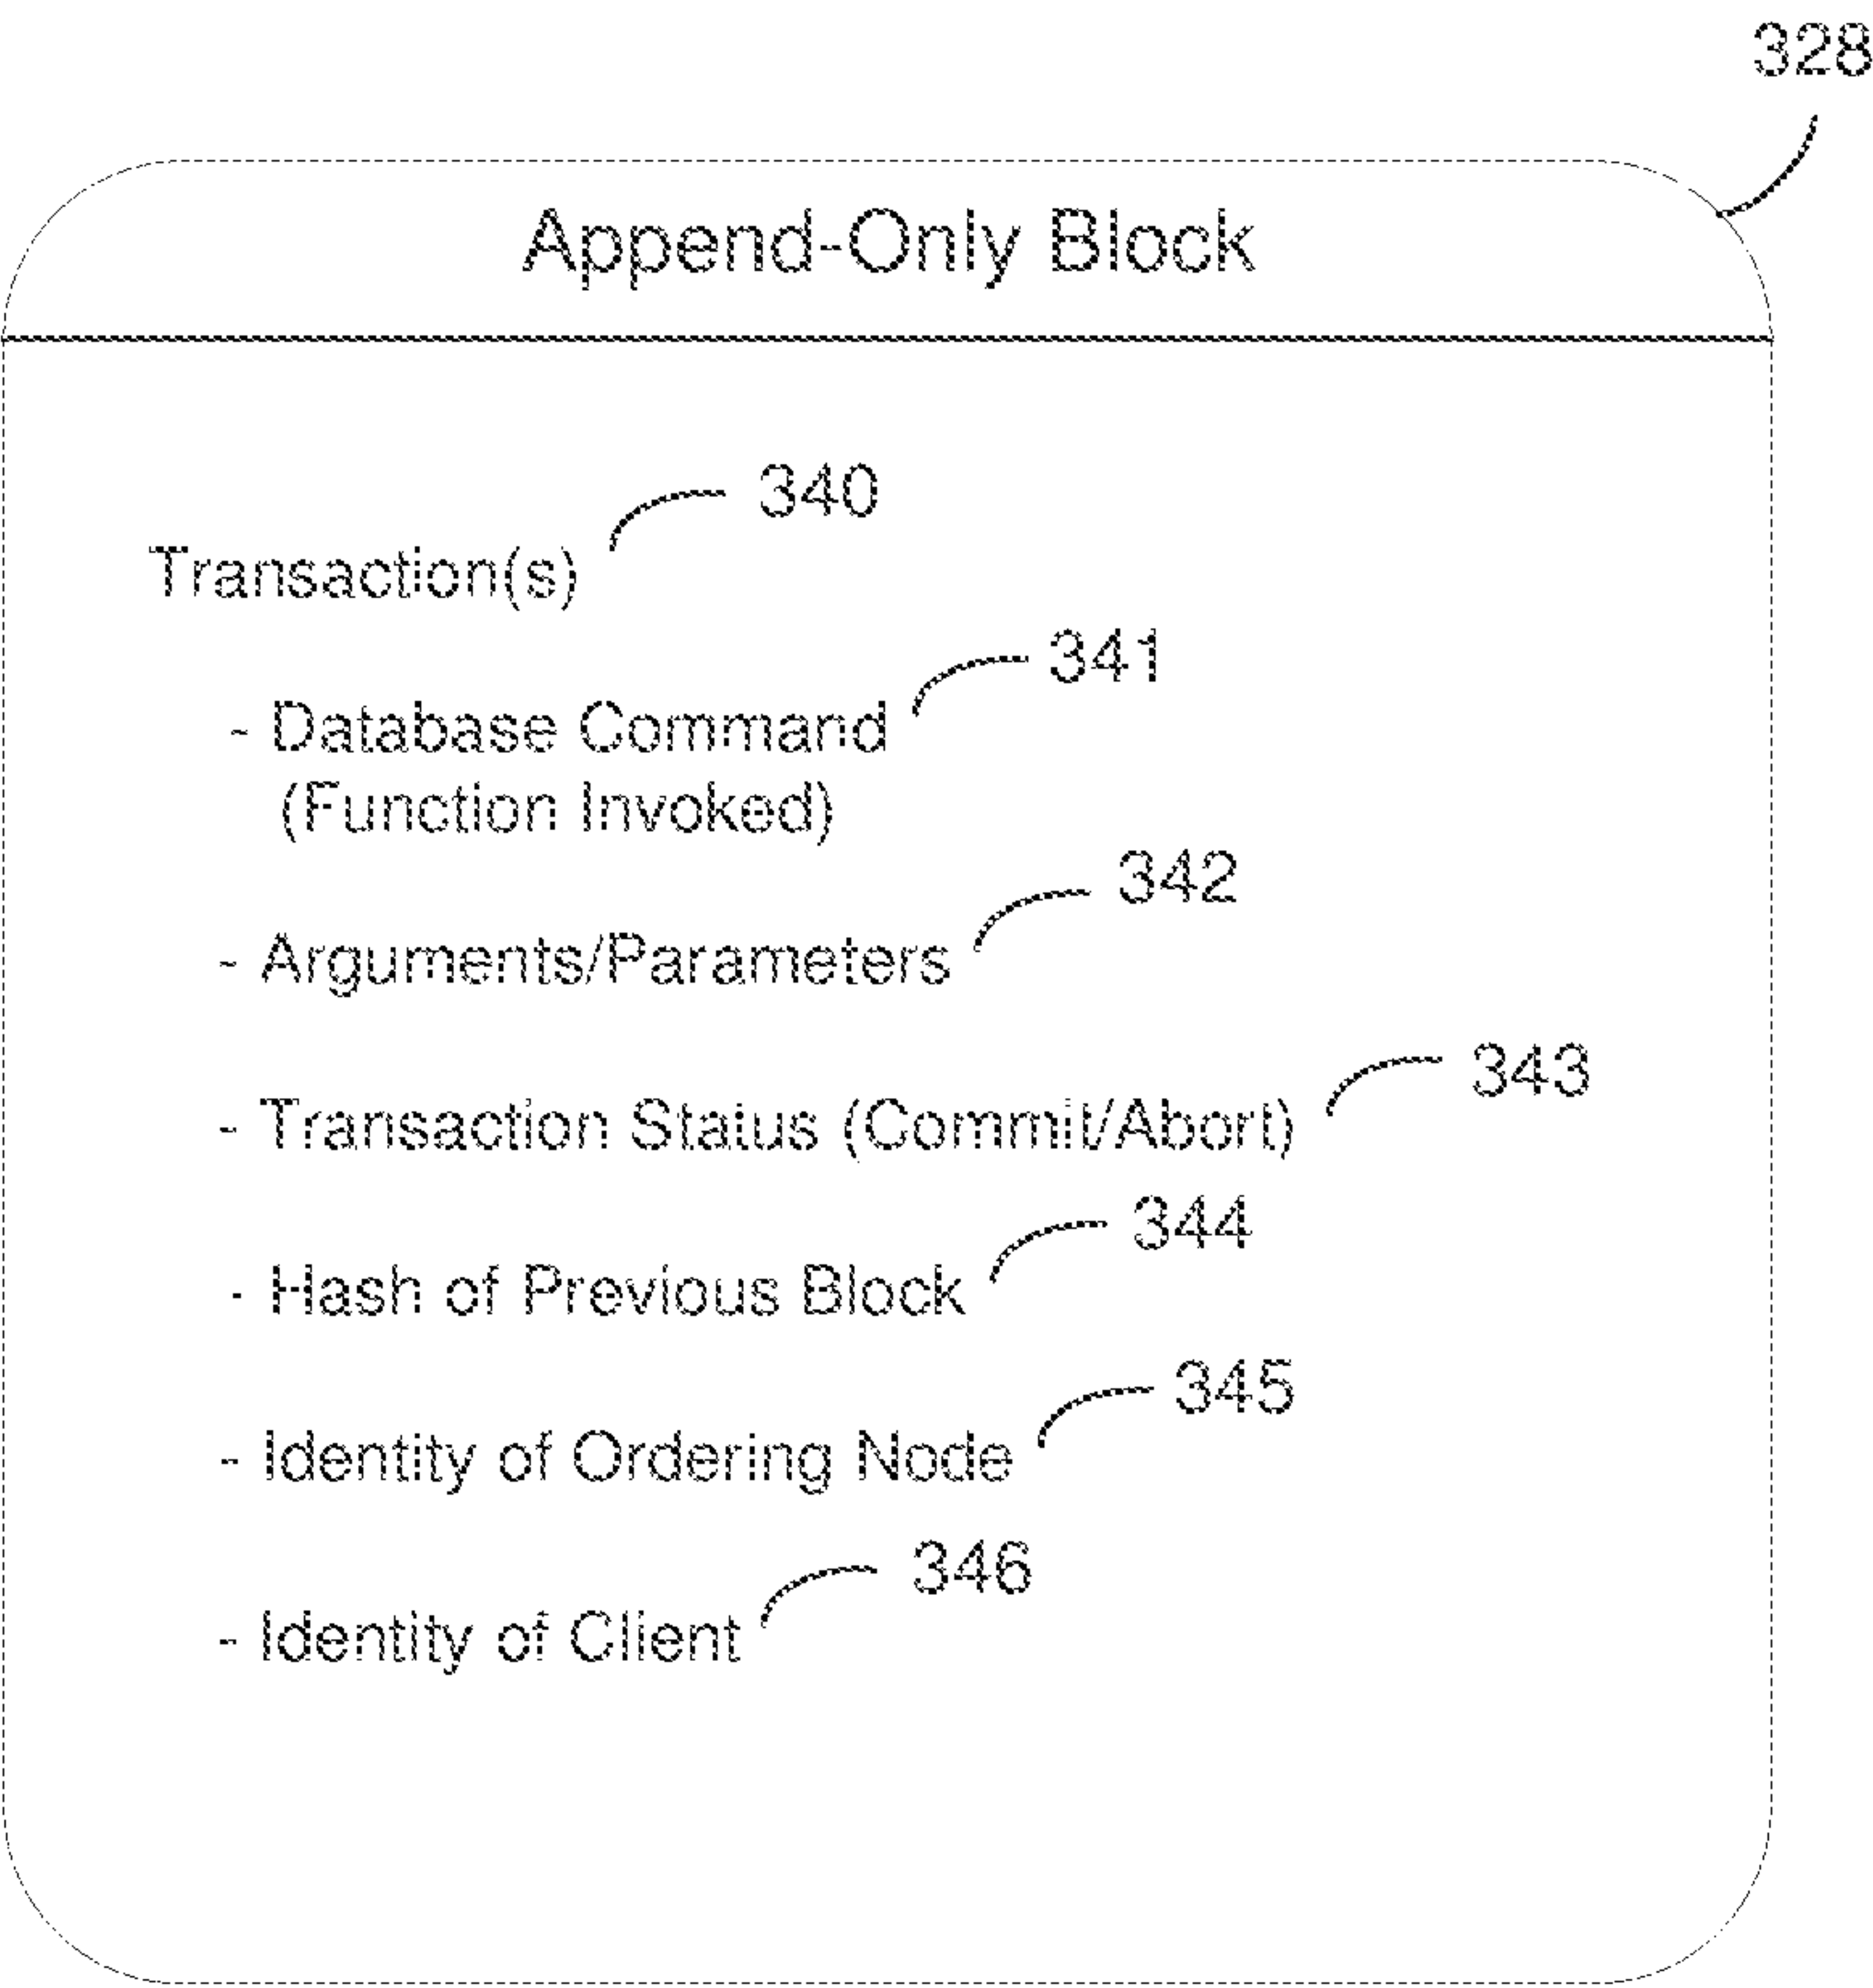 328
Append-Only Block
340
Transaction(s)
341
- Database Command
(Function Invoked)
342
- Arguments/Parameters
343
- Transaction Status (Commit/Abort)
344
- Hash of Previous Block
345
- Identity of Ordering Node
346
- Identity of Client